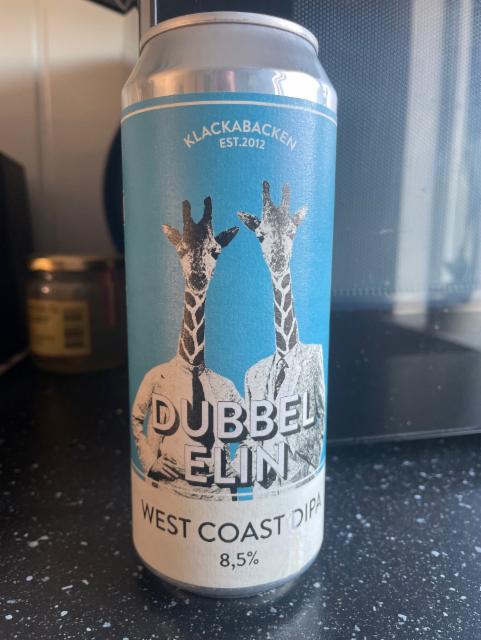 KLACKABACKEN
EST.2012
DUBBEL
ELIN
WEST COAST DIPA
8,5%